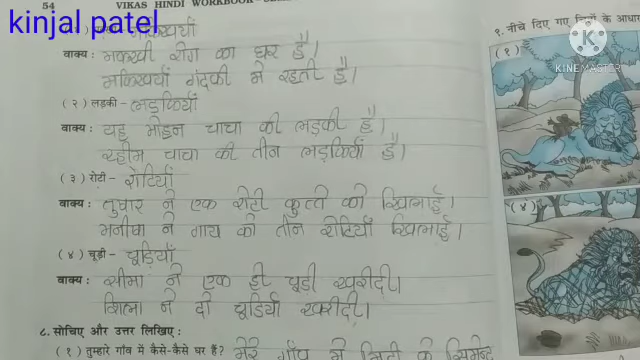 kinjal patel
54 VIKAS HINDI WORKBOOK
मक्खियाँ
वाक्य : मक्खी रोग का घर है।
मक्खियाँ गंदकी में रहती है।
(२) लड़की - लड़कियाँ
वाक्य : यह मोहन चाचा की लड़की है।
रहीम चाचा की तीन लड़कियाँ है।
(३) रोटी - रोटियाँ
वाक्य : तुषार ने एक रोटी कुत्ते को खिलाई।
मनीषा ने गाय को तीन रोटियाँ खिलाई।
(४) चूड़ी - चूड़ियाँ
वाक्य : सीमा ने एक ही चूड़ी खरीदी।
शिला ने दो चूड़ियाँ खरीदी।
८. सोचिए और उत्तर लिखिए :
(१) तुम्हारे गाँव में कैसे-कैसे घर हैं? मेरे गाँव में मिट्टी के सिमेन्ट
१. नीचे दिए गए चित्रों के आधा
(१)
KINEMASTER
(४)